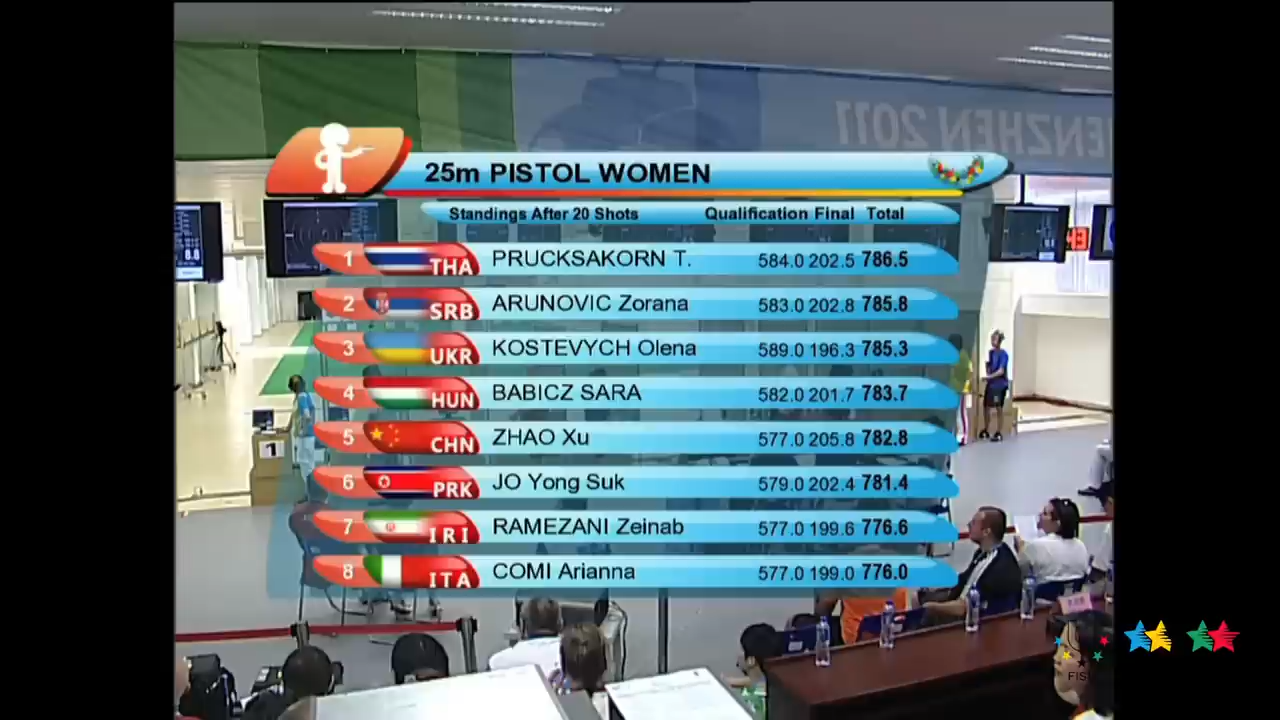 ENZHEN 2011
25m PISTOL WOMEN
Standings After 20 Shots Qualification Final Total
1 THA PRUCKSAKORN T. 584.0 202.5 786.5
2 SRB ARUNOVIC Zorana 583.0 202.8 785.8
3 UKR KOSTEVYCH Olena 589.0 196.3 785.3
4 HUN BABICZ SARA 582.0 201.7 783.7
5 CHN ZHAO Xu 577.0 205.8 782.8
6 PRK JO Yong Suk 579.0 202.4 781.4
7 IRI RAMEZANI Zeinab 577.0 199.6 776.6
8 ITA COMI Arianna 577.0 199.0 776.0
43
1